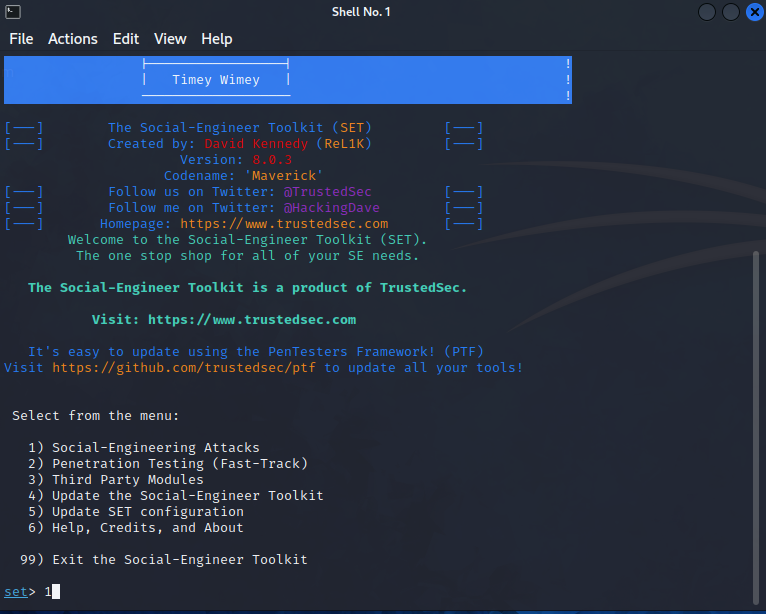 Shell No. 1
File Actions Edit View Help
├──────────────────┤ !
| Timey Wimey | !
────────────────── !
[---] The Social-Engineer Toolkit (SET) [---]
[---] Created by: David Kennedy (ReL1K) [---]
Version: 8.0.3
Codename: 'Maverick'
[---] Follow us on Twitter: @TrustedSec [---]
[---] Follow me on Twitter: @HackingDave [---]
[---] Homepage: https://www.trustedsec.com [---]
Welcome to the Social-Engineer Toolkit (SET).
The one stop shop for all of your SE needs.
The Social-Engineer Toolkit is a product of TrustedSec.
Visit: https://www.trustedsec.com
It's easy to update using the PenTesters Framework! (PTF)
Visit https://github.com/trustedsec/ptf to update all your tools!
Select from the menu:
1) Social-Engineering Attacks
2) Penetration Testing (Fast-Track)
3) Third Party Modules
4) Update the Social-Engineer Toolkit
5) Update SET configuration
6) Help, Credits, and About
99) Exit the Social-Engineer Toolkit
set> 1